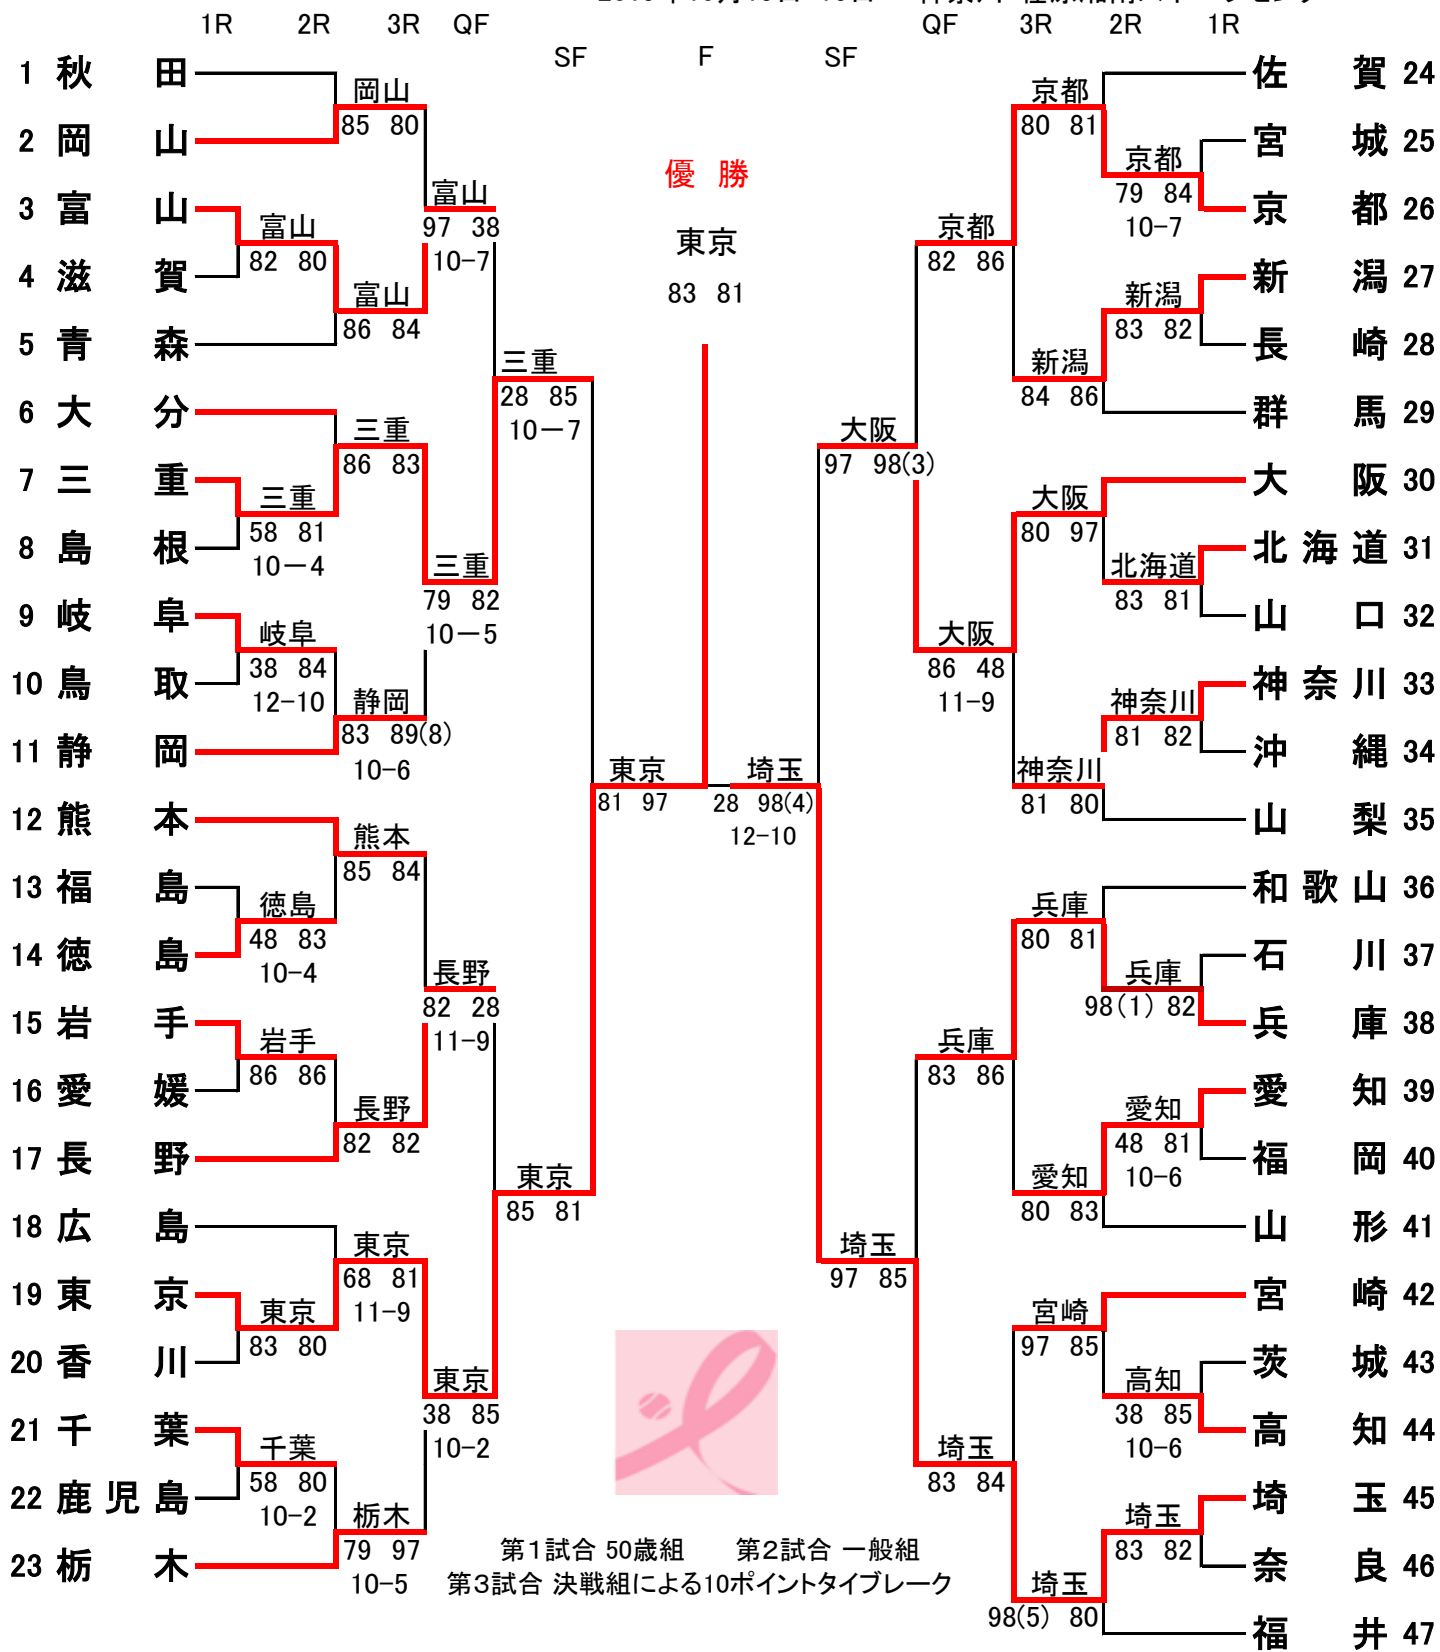 1R 2R 3R QF SF F SF QF 3R 2R 1R
1 秋田
岡山
85 80
2 岡山
富山
97 38
10-7
3 富山
富山
82 80
4 滋賀
富山
86 84
5 青森
三重
28 85
10-7
6 大分
三重
86 83
7 三重
三重
58 81
10-4
8 島根
三重
79 82
10-5
9 岐阜
岐阜
38 84
12-10
10 鳥取
静岡
83 89(8)
10-6
11 静岡
東京
81 97
12 熊本
熊本
85 84
13 福島
徳島
48 83
10-4
14 徳島
長野
82 28
11-9
15 岩手
岩手
86 86
16 愛媛
長野
82 82
17 長野
東京
85 81
18 広島
東京
68 81
11-9
19 東京
東京
83 80
20 香川
東京
38 85
10-2
21 千葉
千葉
58 80
10-2
22 鹿児島
栃木
79 97
10-5
23 栃木
優勝
東京
83 81
埼玉
28 98(4)
12-10
佐賀 24
京都
80 81
宮城 25
京都
79 84
10-7
京都 26
京都
82 86
新潟 27
新潟
83 82
長崎 28
新潟
84 86
群馬 29
大阪
97 98(3)
大阪 30
大阪
80 97
北海道 31
北海道
83 81
山口 32
大阪
86 48
11-9
神奈川 33
神奈川
81 82
沖縄 34
神奈川
81 80
山梨 35
和歌山 36
兵庫
80 81
石川 37
兵庫
98(1) 82
兵庫 38
兵庫
83 86
愛知 39
愛知
48 81
10-6
福岡 40
愛知
80 83
山形 41
埼玉
97 85
宮崎 42
宮崎
97 85
茨城 43
高知
38 85
10-6
高知 44
埼玉
83 84
埼玉 45
埼玉
83 82
奈良 46
埼玉
98(5) 80
福井 47
第1試合 50歳組 第2試合 一般組
第3試合 決戦組による10ポイントタイブレーク